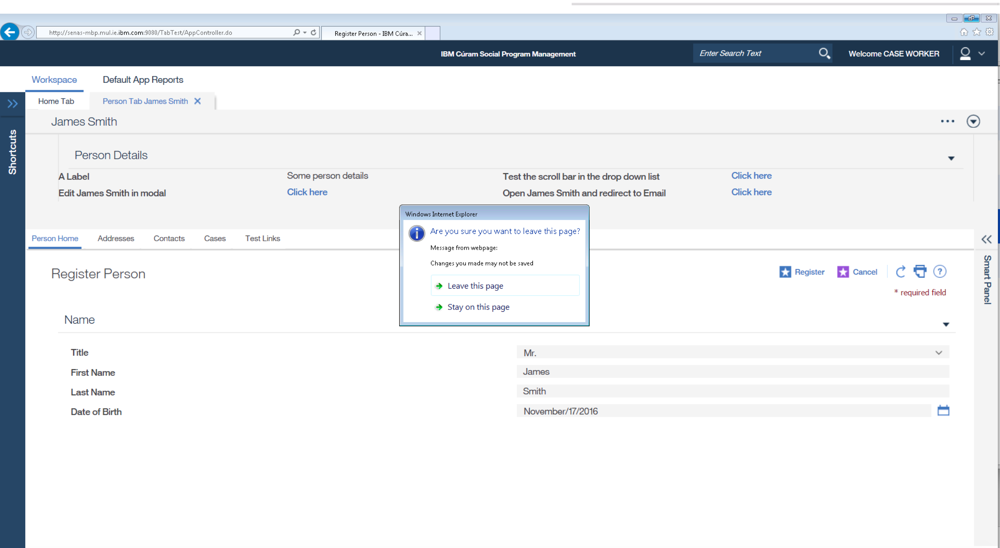 http://senas-mbp.mul.ie.ibm.com:9080/TabTest/AppController.do
Register Person - IBM Cúra...
IBM Cúram Social Program Management
Enter Search Text
Welcome CASE WORKER
Workspace Default App Reports
Home Tab Person Tab James Smith
Shortcuts
James Smith
Person Details
A Label Some person details Test the scroll bar in the drop down list Click here
Edit James Smith in modal Click here Open James Smith and redirect to Email Click here
Windows Internet Explorer
Are you sure you want to leave this page?
Message from webpage:
Changes you made may not be saved
Leave this page
Stay on this page
Person Home Addresses Contacts Cases Test Links
Smart Panel
Register Person
Register Cancel
* required field
Name
Title Mr.
First Name James
Last Name Smith
Date of Birth November/17/2016